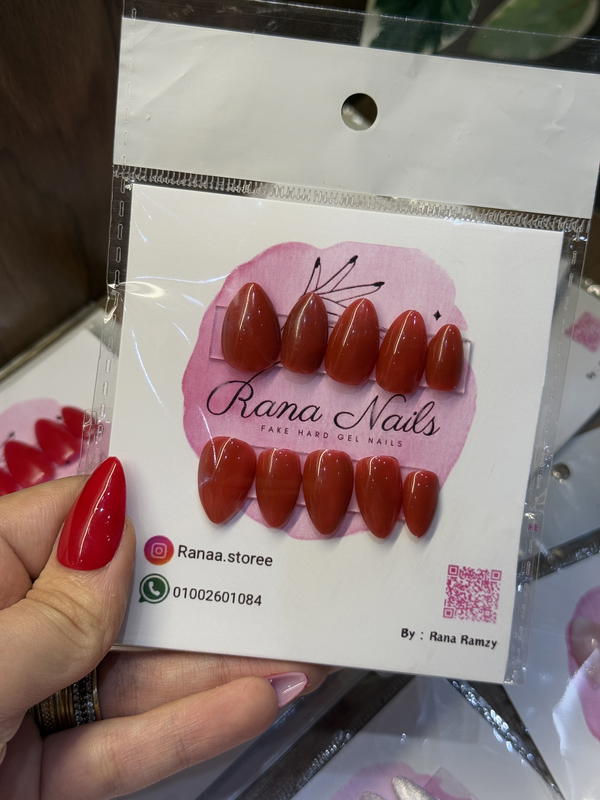 Rana Nails
FAKE HARD GEL NAILS
Ranaa.storee
01002601084
By : Rana Ramzy